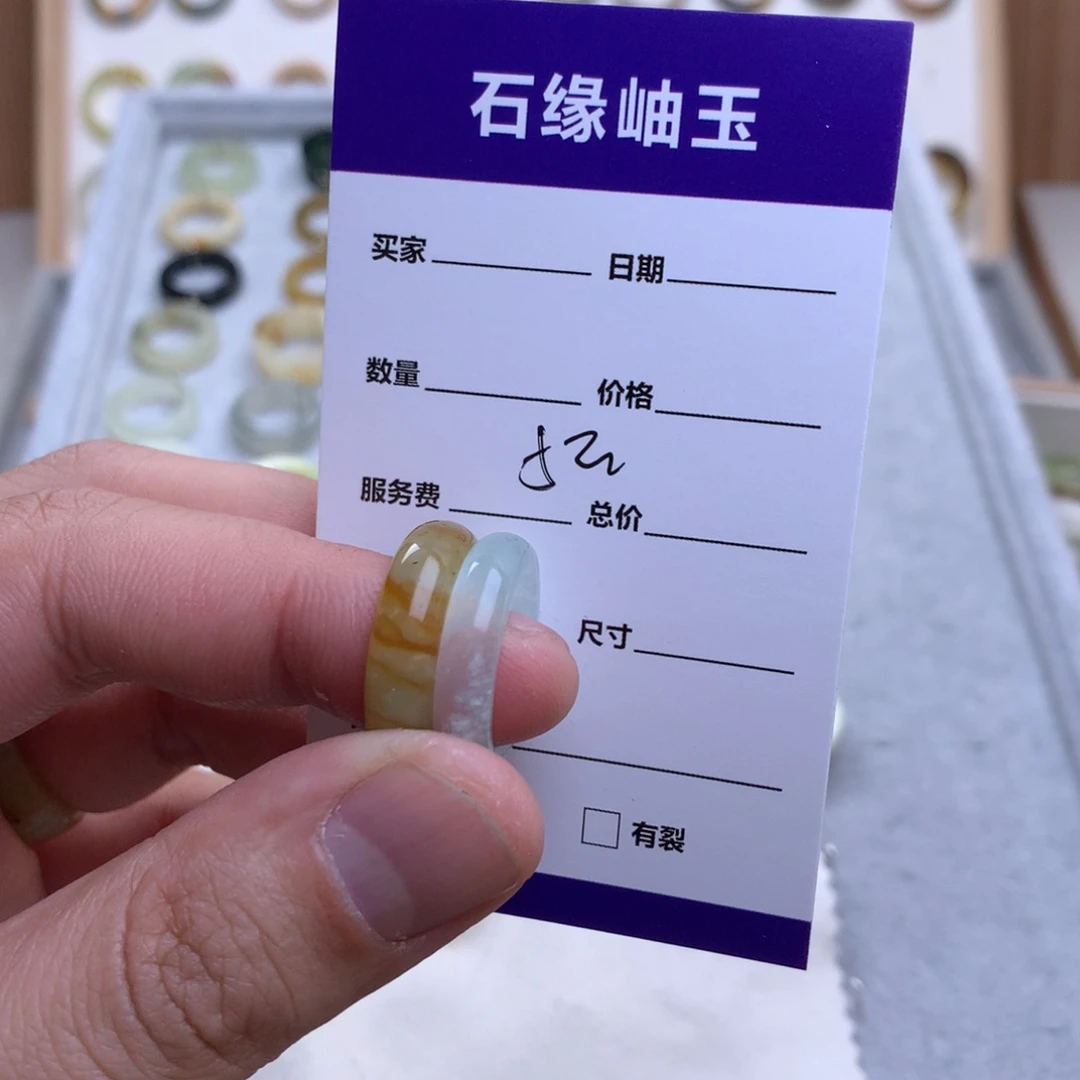 石缘岫玉
买家 日期
数量 价格
服务费 总价
尺寸
有裂